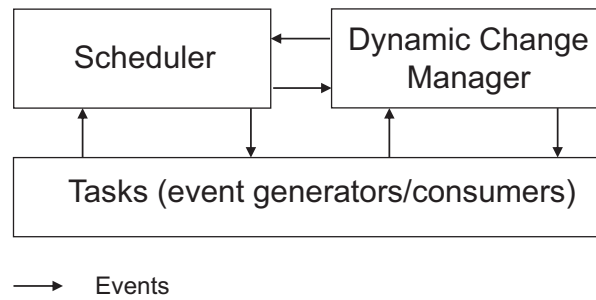 Scheduler
Dynamic Change
Manager
Tasks (event generators/consumers)
Events